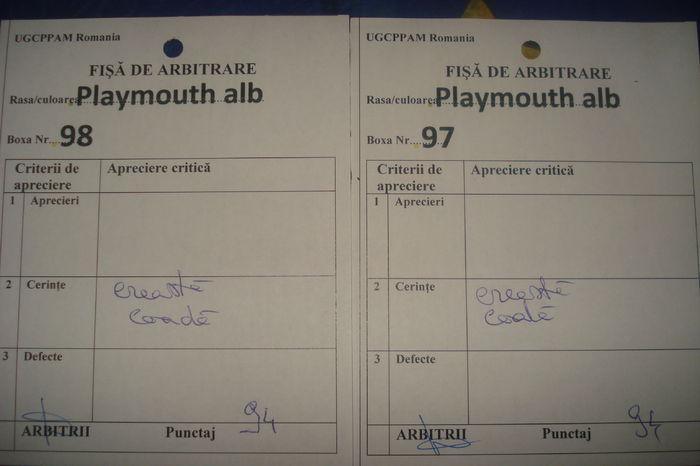 UGCPPAM Romania
FIȘĂ DE ARBITRARE
Rasa/culoarea Playmouth alb
Boxa Nr.... 98
Criterii de apreciere Apreciere critică
1 Aprecieri
2 Cerințe creastă
coadă
3 Defecte
ARBITRII Punctaj 94
UGCPPAM Romania
FIȘĂ DE ARBITRARE
Rasa/culoarea Playmouth alb
Boxa Nr.... 97
Criterii de apreciere Apreciere critică
1 Aprecieri
2 Cerințe creastă
coadă
3 Defecte
ARBITRII Punctaj 94